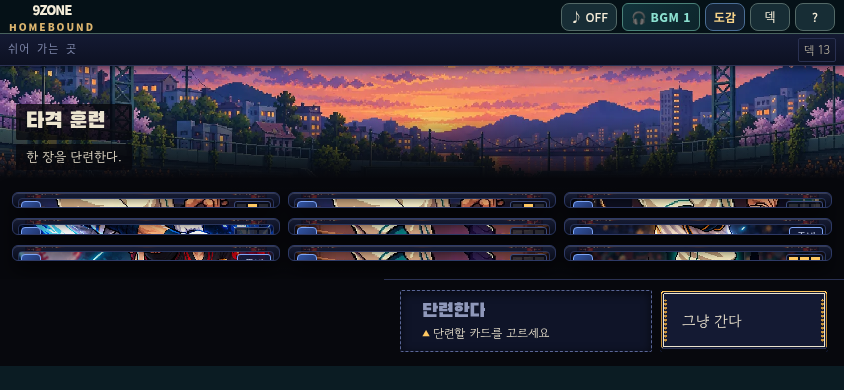 9ZONE
HOMEBOUND
♪ OFF
🎧 BGM 1
도감
덱
?
쉬어 가는 곳
덱 13
타격 훈련
한 장을 단련한다.
단련한다
▲ 단련할 카드를 고르세요
그냥 간다